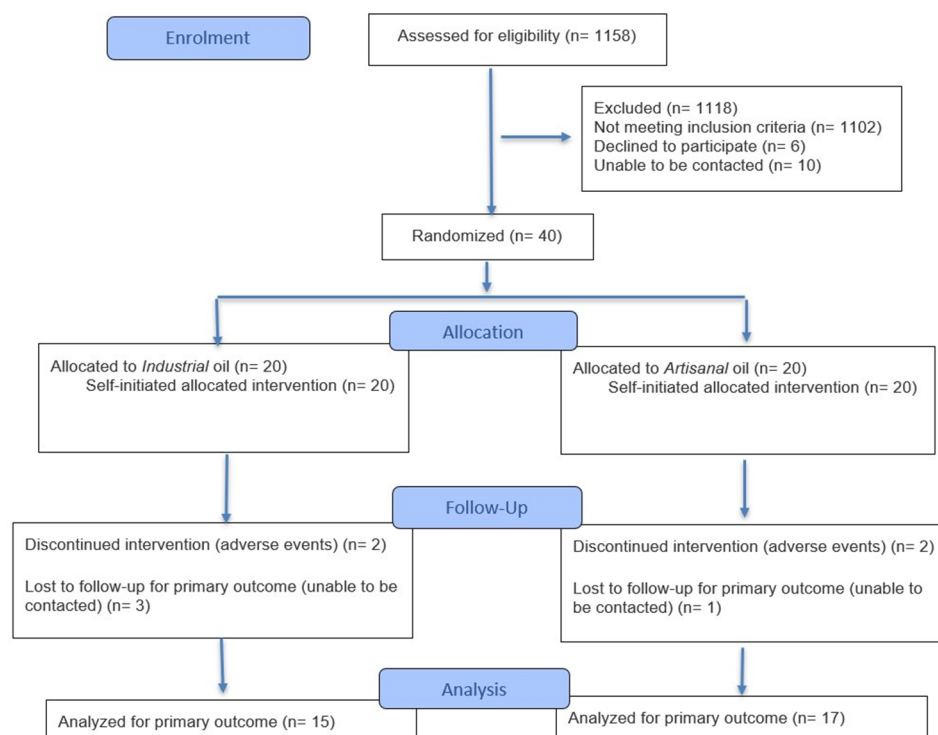 Enrolment
Assessed for eligibility (n= 1158)
Excluded (n= 1118)
Not meeting inclusion criteria (n= 1102)
Declined to participate (n= 6)
Unable to be contacted (n= 10)
Randomized (n= 40)
Allocation
Allocated to Industrial oil (n= 20)
Self-initiated allocated intervention (n= 20)
Allocated to Artisanal oil (n= 20)
Self-initiated allocated intervention (n= 20)
Follow-Up
Discontinued intervention (adverse events) (n= 2)
Lost to follow-up for primary outcome (unable to be
contacted) (n= 3)
Discontinued intervention (adverse events) (n= 2)
Lost to follow-up for primary outcome (unable to
be contacted) (n= 1)
Analysis
Analyzed for primary outcome (n = 15)
Analyzed for primary outcome (n = 17)